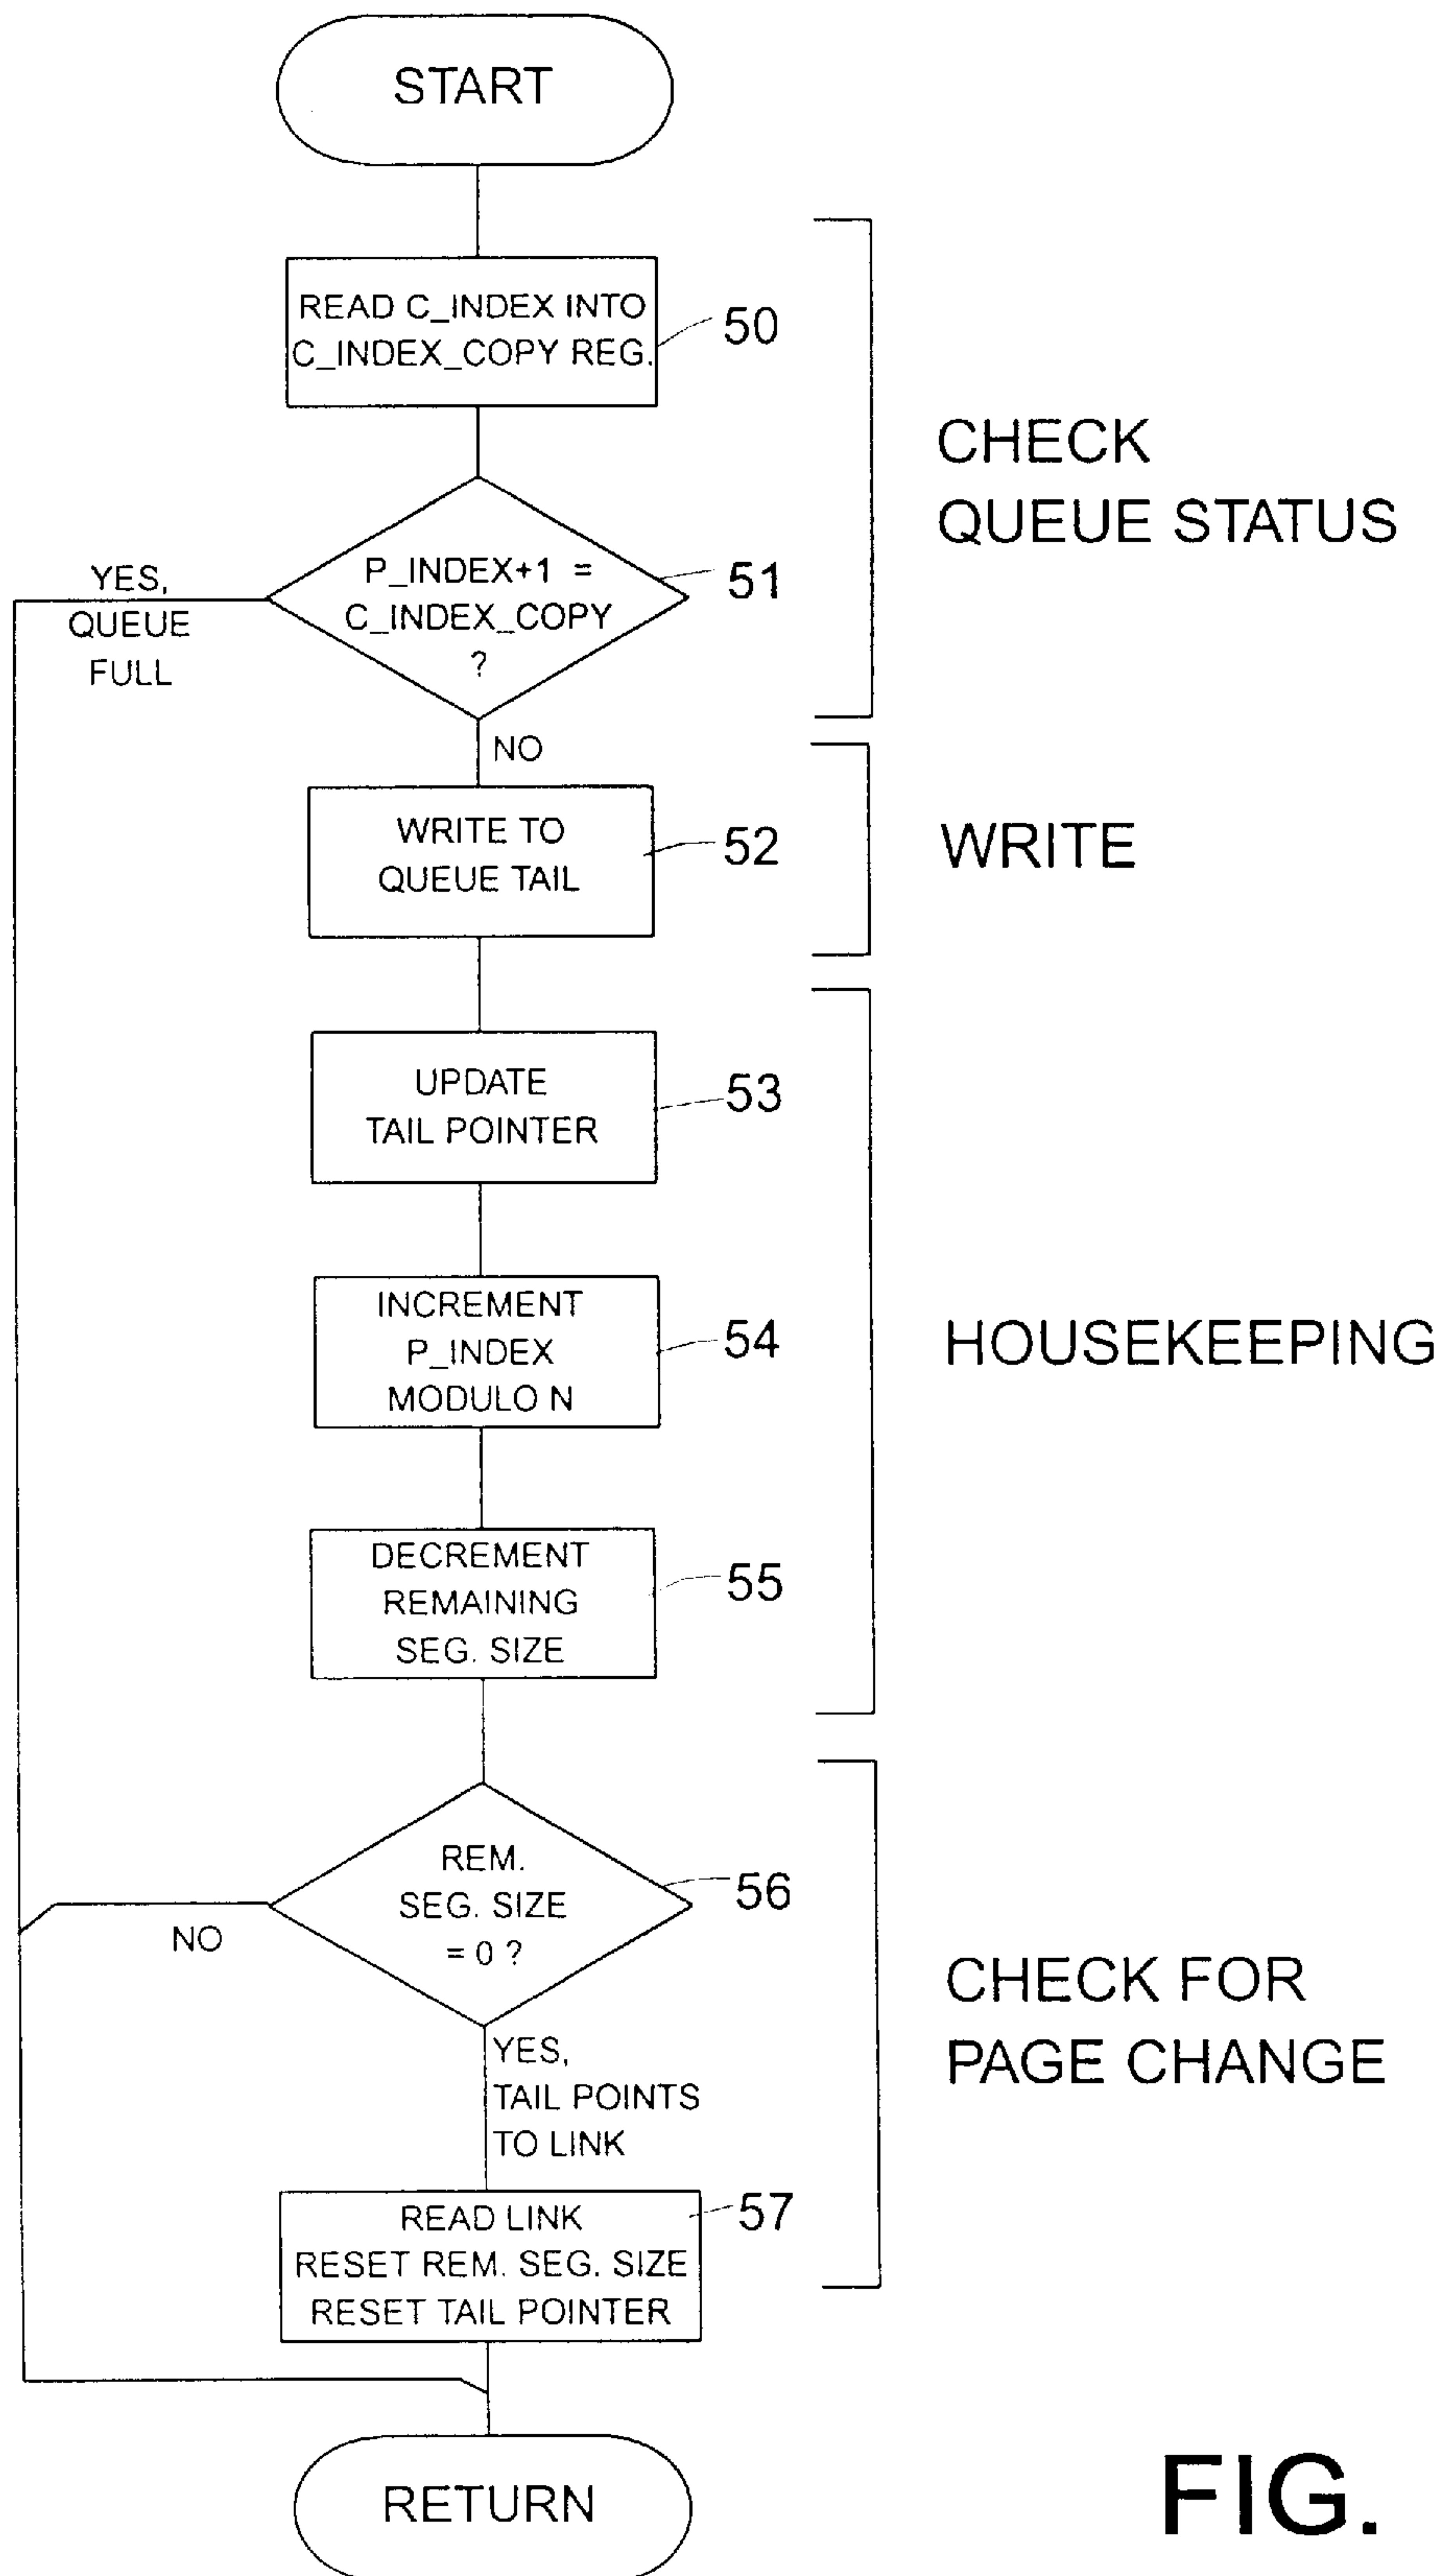 START
READ C_INDEX INTO
C_INDEX_COPY REG.
50
CHECK
QUEUE STATUS
P_INDEX+1 =
C_INDEX_COPY
?
51
YES,
QUEUE
FULL
NO
WRITE TO
QUEUE TAIL
52
WRITE
UPDATE
TAIL POINTER
53
INCREMENT
P_INDEX
MODULO N
54
HOUSEKEEPING
DECREMENT
REMAINING
SEG. SIZE
55
REM.
SEG. SIZE
= 0 ?
56
NO
CHECK FOR
PAGE CHANGE
YES,
TAIL POINTS
TO LINK
READ LINK
RESET REM. SEG. SIZE
RESET TAIL POINTER
57
RETURN
FIG.